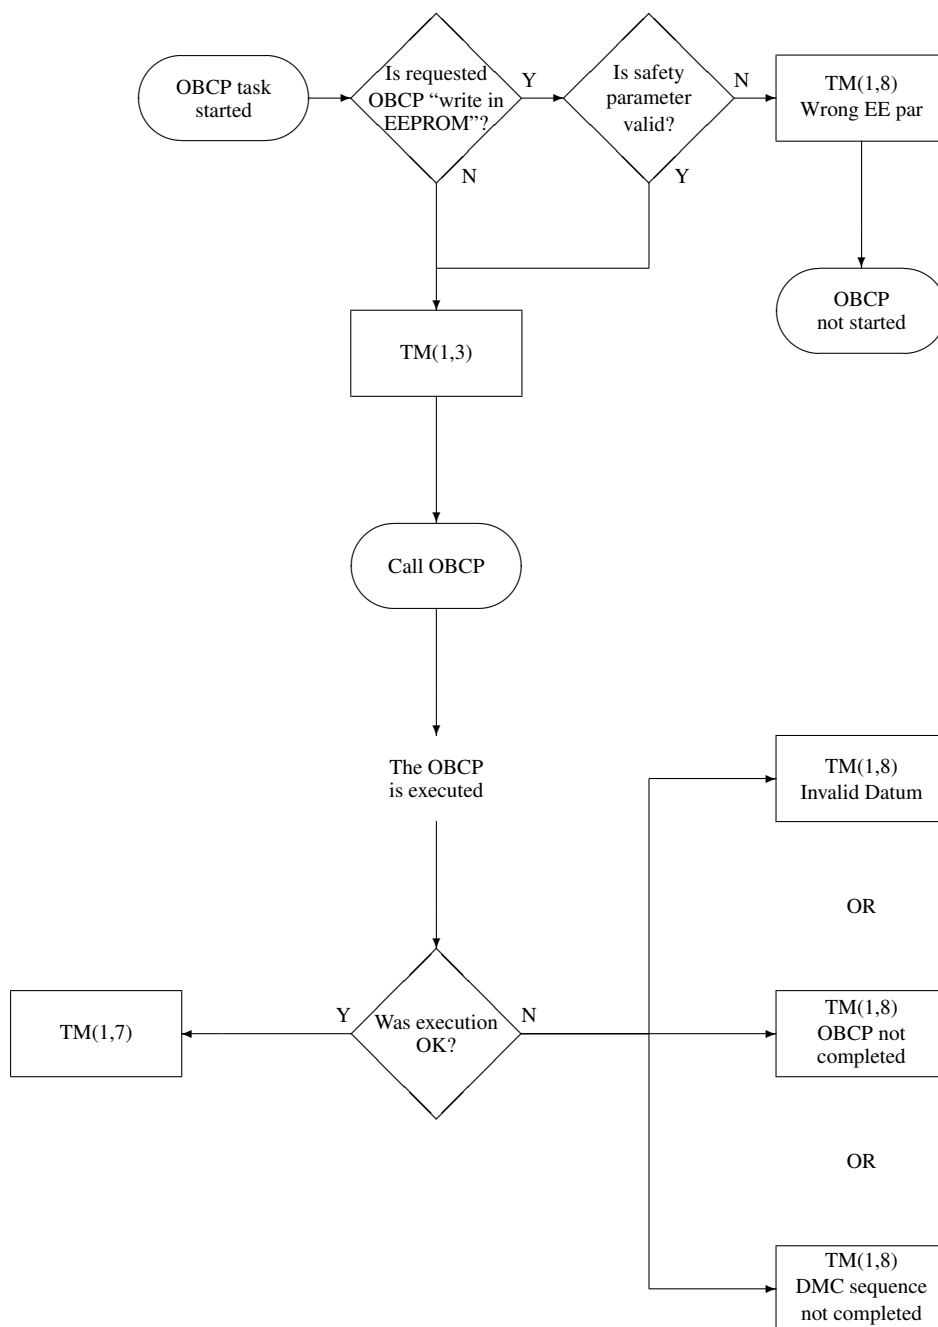 OBCP task
started
Is requested
OBCP “write in
EEPROM”?
Y
N
Is safety
parameter
valid?
N
Y
TM(1,8)
Wrong EE par
OBCP
not started
TM(1,3)
Call OBCP
The OBCP
is executed
Was execution
OK?
Y
N
TM(1,7)
TM(1,8)
Invalid Datum
OR
TM(1,8)
OBCP not
completed
OR
TM(1,8)
DMC sequence
not completed